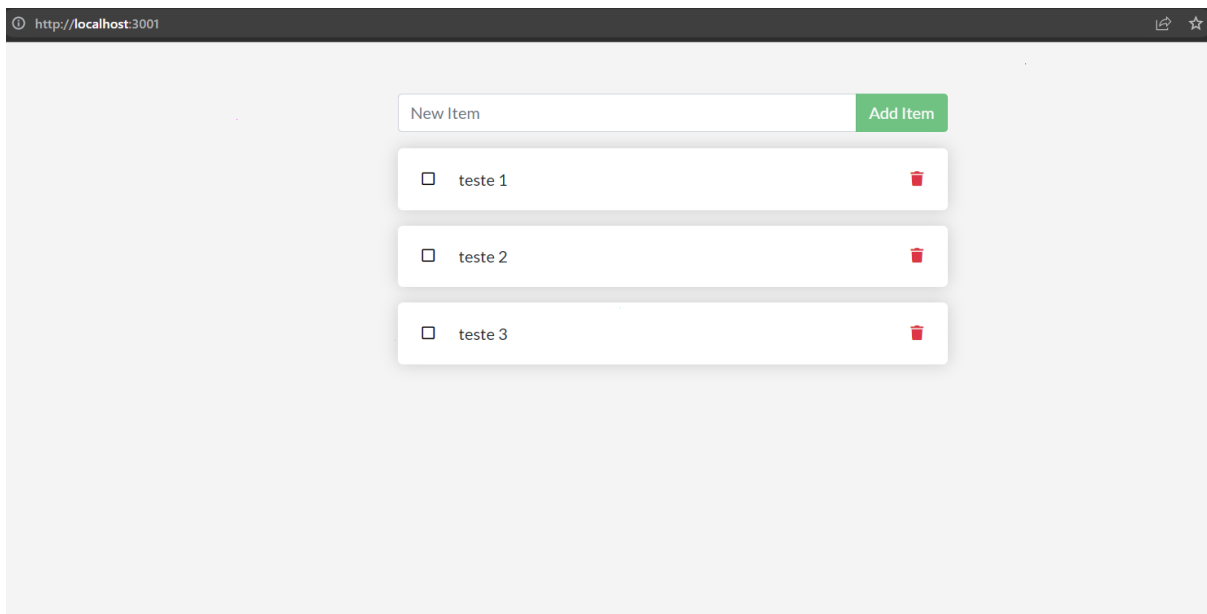 http://localhost:3001
New Item
Add Item
teste 1
teste 2
teste 3